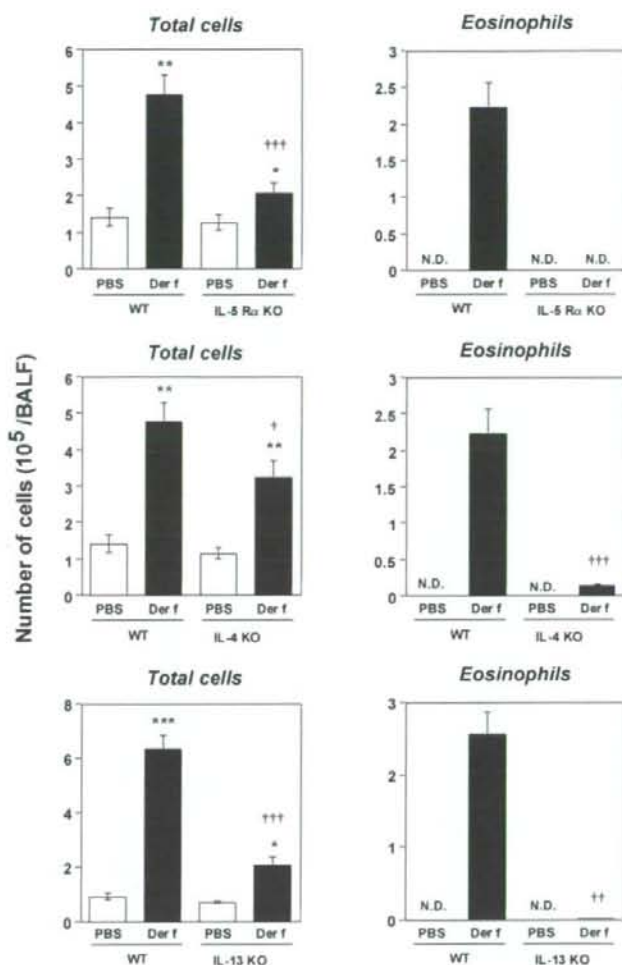 Total cells
Eosinophils
6
5
4
3
2
1
0
**
†††
*
3
2.5
2
1.5
1
0.5
0
N.D.
N.D.
N.D.
PBS
Der f
PBS
Der f
PBS
Der f
PBS
Der f
WT
IL-5 Rα KO
WT
IL-5 Rα KO
Number of cells (10⁵ /BALF)
Total cells
Eosinophils
6
5
4
3
2
1
0
**
†
**
3
2.5
2
1.5
1
0.5
0
N.D.
N.D.
†††
PBS
Der f
PBS
Der f
PBS
Der f
PBS
Der f
WT
IL-4 KO
WT
IL-4 KO
Total cells
Eosinophils
8
6
4
2
0
***
†††
*
3
2
1
0
N.D.
N.D.
††
PBS
Der f
PBS
Der f
PBS
Der f
PBS
Der f
WT
IL-13 KO
WT
IL-13 KO